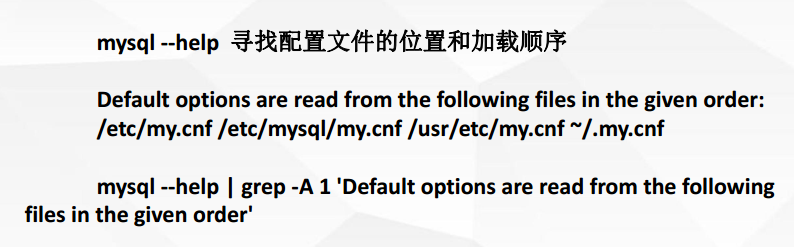 mysql --help 寻找配置文件的位置和加载顺序
Default options are read from the following files in the given order:
/etc/my.cnf /etc/mysql/my.cnf /usr/etc/my.cnf ~/.my.cnf
mysql --help | grep -A 1 'Default options are read from the following
files in the given order'